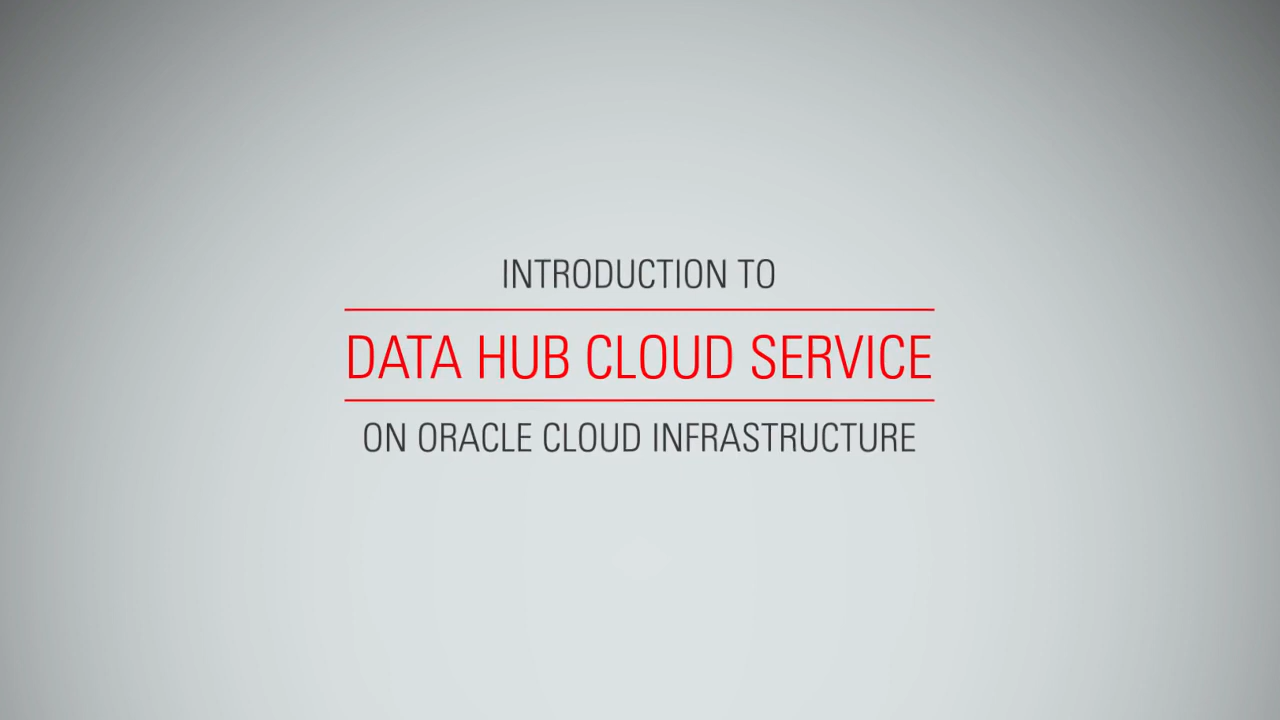 INTRODUCTION TO
DATA HUB CLOUD SERVICE
ON ORACLE CLOUD INFRASTRUCTURE